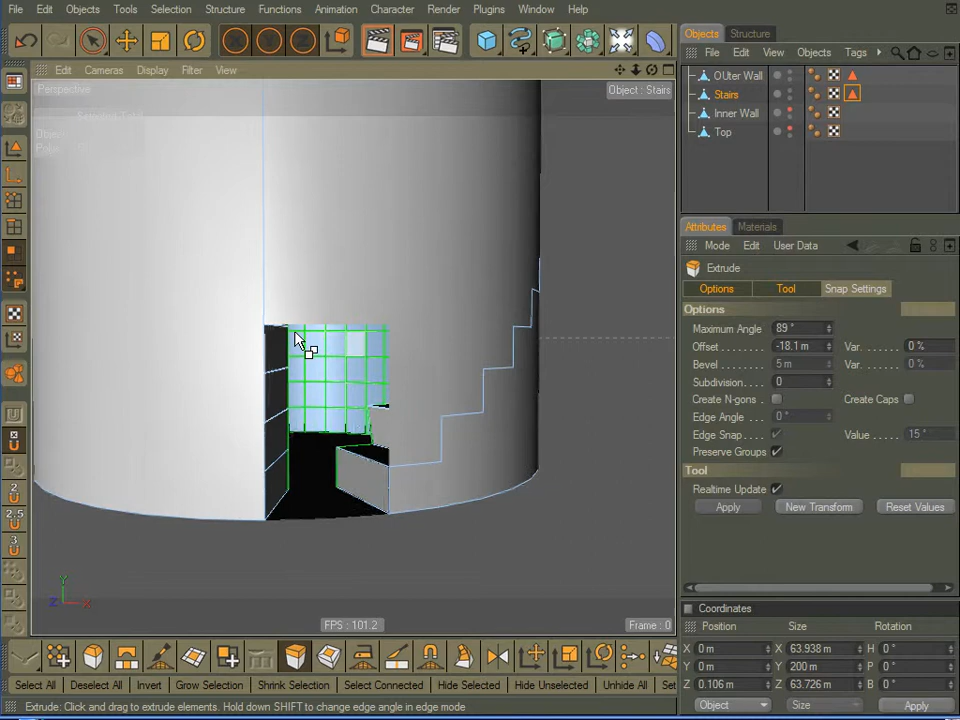 File Edit Objects Tools Selection Structure Functions Animation Character Render Plugins Window Help
Edit Cameras Display Filter View
Perspective
Object : Stairs
2
2.5
3
Y
Z X
FPS : 101.2
Frame : 0
Select All Deselect All Invert Grow Selection Shrink Selection Select Connected Hide Selected Hide Unselected Unhide All
Extrude: Click and drag to extrude elements. Hold down SHIFT to change edge angle in edge mode
Objects Structure
File Edit View Objects Tags
OUter Wall
Stairs
Inner Wall
Top
Attributes Materials
Mode Edit User Data
Extrude
Options Tool Snap Settings
Options
Maximum Angle 89 °
Offset . . . . . . -18.1 m Var. . . . 0 %
Bevel . . . . . . . 5 m Var. . . . 0 %
Subdivision . . . 0
Create N-gons . Create Caps .
Edge Angle . . . 0 °
Edge Snap . . . Value . . . . . 15 °
Preserve Groups
Tool
Realtime Update
Apply New Transform Reset Values
Coordinates
Position Size Rotation
X 0 m X 63.938 m H 0 °
Y 0 m Y 200 m P 0 °
Z 0.106 m Z 63.726 m B 0 °
Object Size Apply